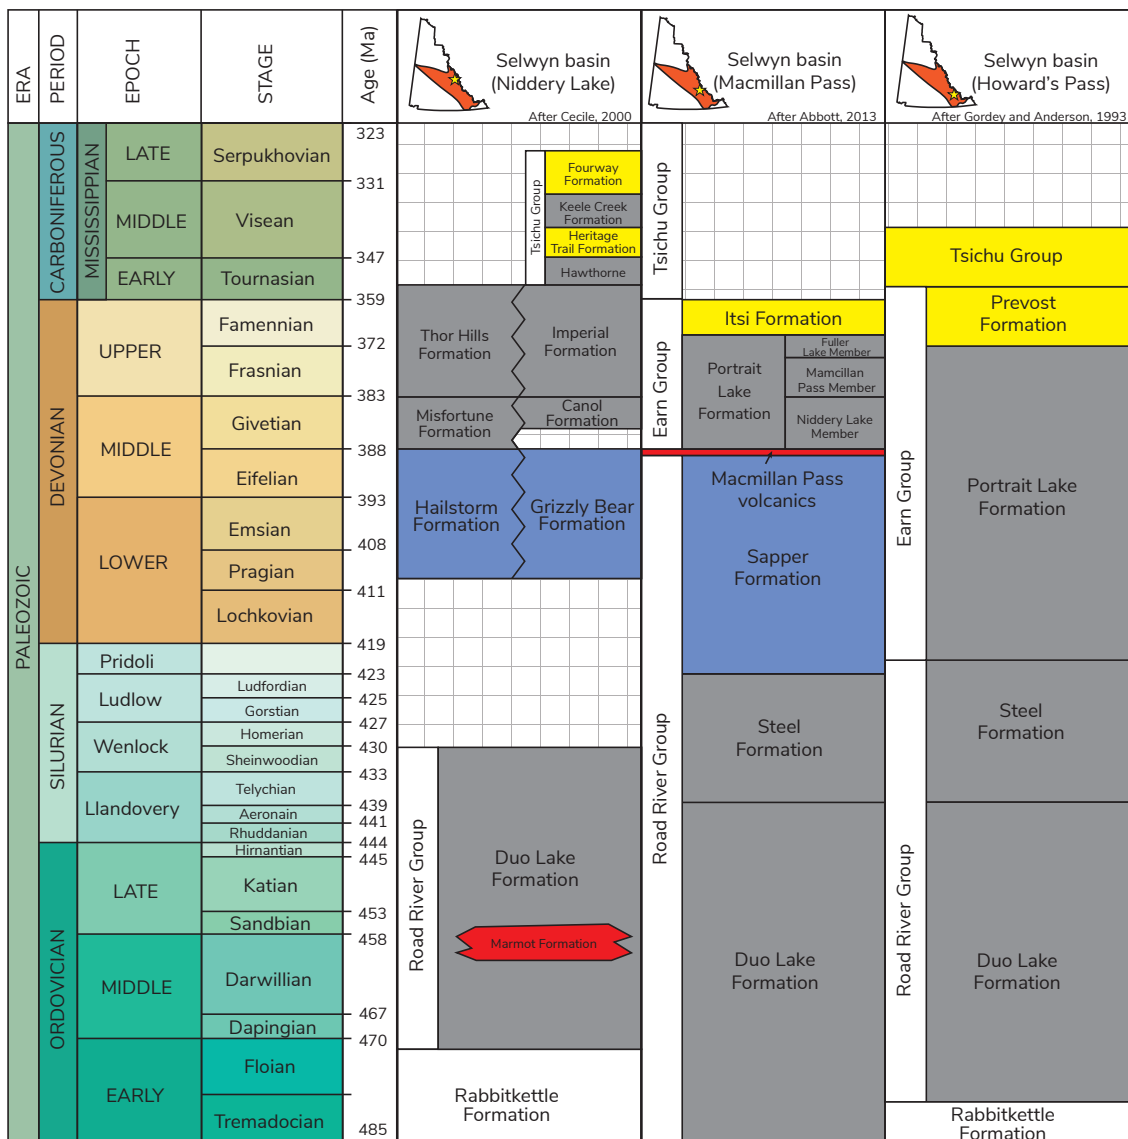 ERA
PERIOD
EPOCH
STAGE
Age (Ma)
Selwyn basin
(Niddery Lake)
After Cecile, 2000
Selwyn basin
(Macmillan Pass)
After Abbott, 2013
Selwyn basin
(Howard's Pass)
After Gordey and Anderson, 1993
PALEOZOIC
CARBONIFEROUS
MISSISSIPPIAN
DEVONIAN
SILURIAN
ORDOVICIAN
LATE
MIDDLE
EARLY
UPPER
MIDDLE
LOWER
Pridoli
Ludlow
Wenlock
Llandovery
LATE
MIDDLE
EARLY
Serpukhovian
Visean
Tournasian
Famennian
Frasnian
Givetian
Eifelian
Emsian
Pragian
Lochkovian
Ludfordian
Gorstian
Homerian
Sheinwoodian
Telychian
Aeronain
Rhuddanian
Hirnantian
Katian
Sandbian
Darwillian
Dapingian
Floian
Tremadocian
323
331
347
359
372
383
388
393
408
411
419
423
425
427
430
433
439
441
444
445
453
458
467
470
485
Tsichu Group
Fourway
Formation
Keele Creek
Formation
Heritage
Trail Formation
Hawthorne
Thor Hills
Formation
Imperial
Formation
Misfortune
Formation
Canol
Formation
Hailstorm
Formation
Grizzly Bear
Formation
Road River Group
Duo Lake
Formation
Marmot Formation
Rabbitkettle
Formation
Tsichu Group
Earn Group
Itsi Formation
Portrait
Lake
Formation
Fuller
Lake Member
Mamcillan
Pass Member
Niddery Lake
Member
Macmillan Pass
volcanics
Sapper
Formation
Road River Group
Steel
Formation
Duo Lake
Formation
Tsichu Group
Prevost
Formation
Earn Group
Portrait Lake
Formation
Road River Group
Steel
Formation
Duo Lake
Formation
Rabbitkettle
Formation